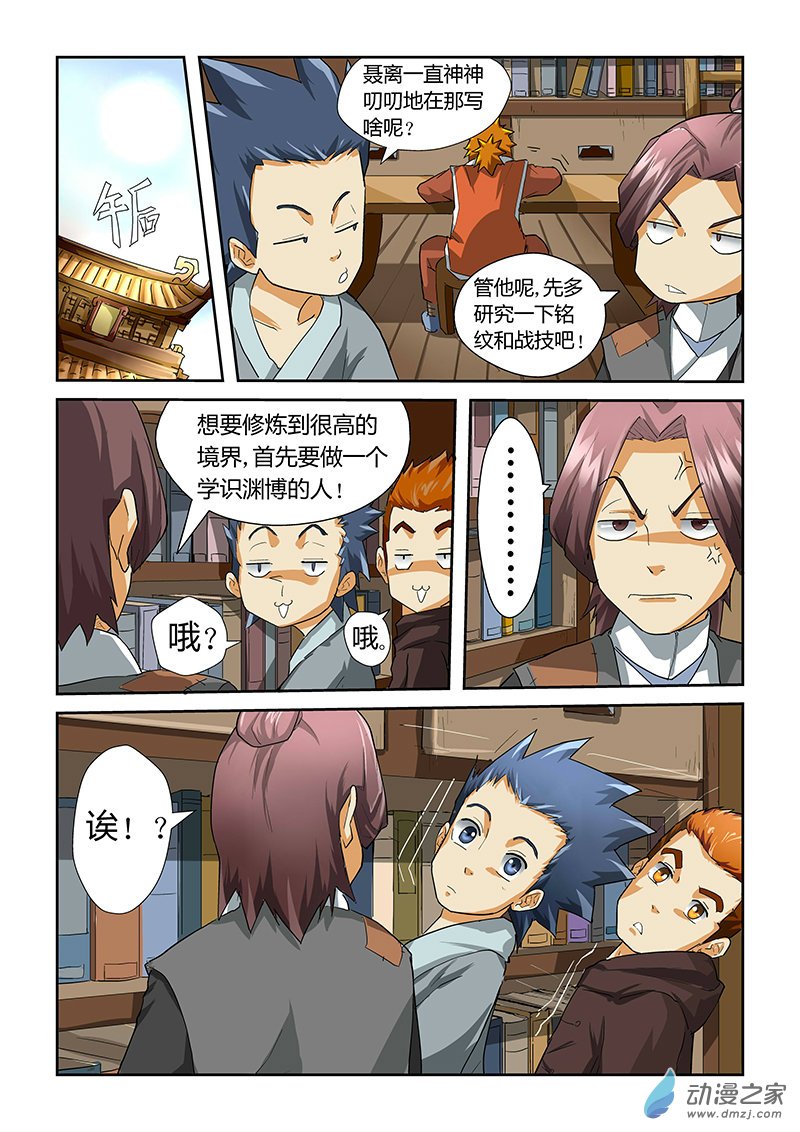 午后
聂离一直神神
叨叨地在那写
啥呢？
管他呢，先多
研究一下铭
纹和战技吧！
想要修炼到很高的
境界，首先要做一个
学识渊博的人！
哦？
哦。
………
诶！？
动漫之家
www.dmzj.com